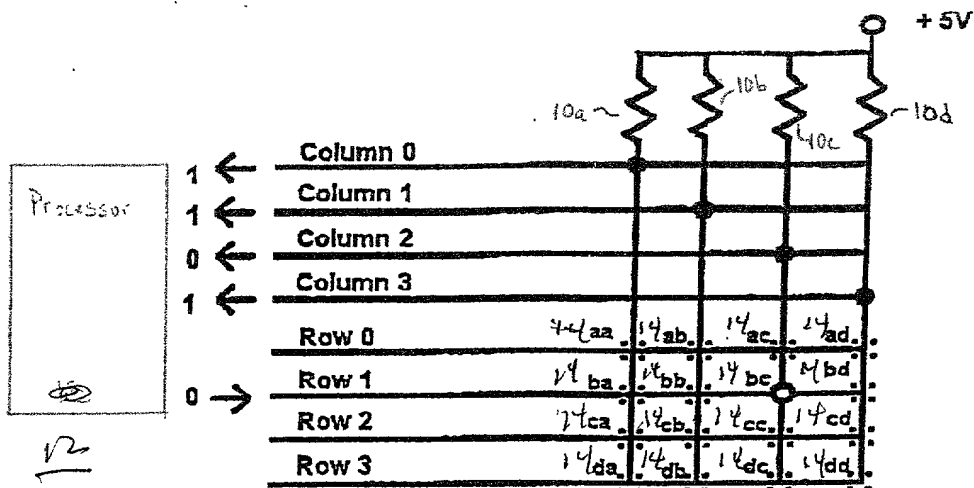 +5V
10a 10b 10c 10d
Column 0
1
Processor
Column 1
1
Column 2
0
Column 3
1
Row 0 14aa 14ab 14ac 14ad
0 Row 1 14ba 14bb 14bc 14bd
Row 2 14ca 14cb 14cc 14cd
12
Row 3 14da 14db 14dc 14dd